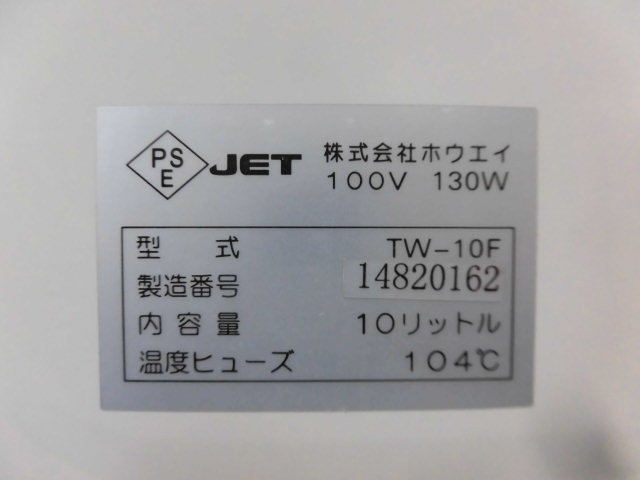 PS
E
JET 株式会社ホウエイ
100V 130W
型 式 TW-10F
製造番号 14820162
内容量 10リットル
温度ヒューズ 104℃